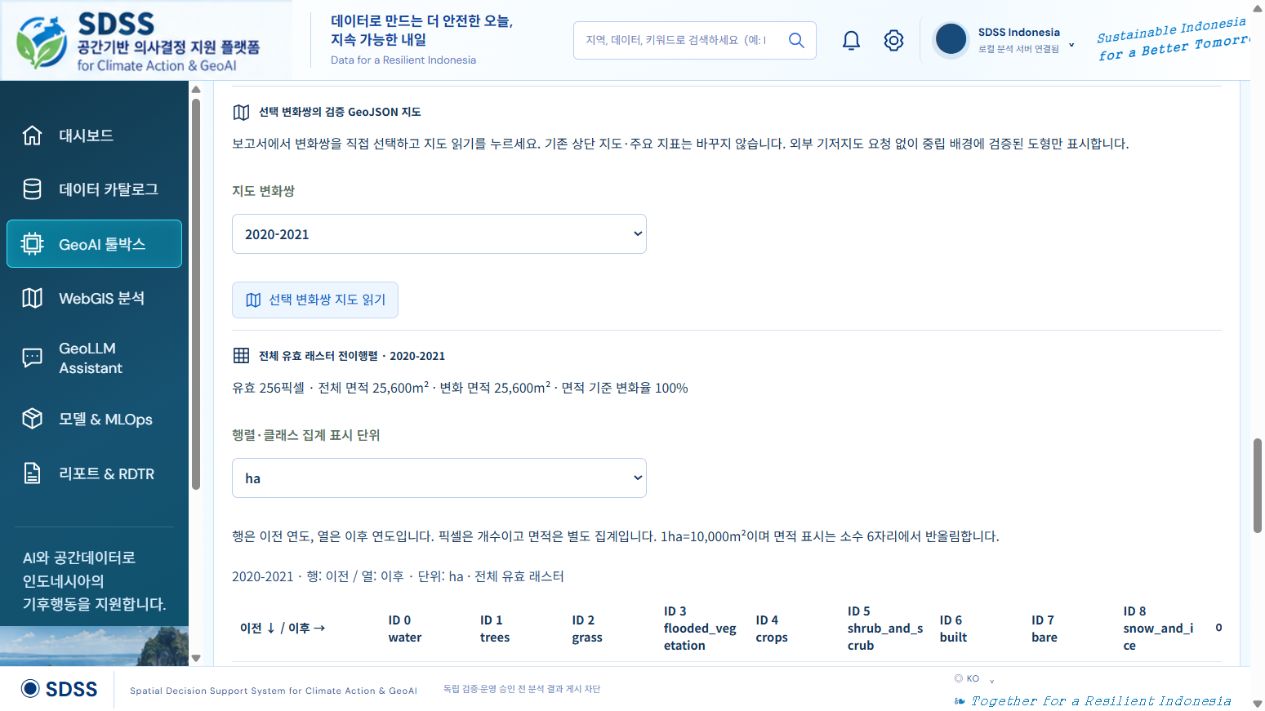 SDSS
공간기반 의사결정 지원 플랫폼
for Climate Action & GeoAI
데이터로 만드는 더 안전한 오늘,
지속 가능한 내일
Data for a Resilient Indonesia
지역, 데이터, 키워드로 검색하세요 (예: I
SDSS Indonesia
로컬 분석 서버 연결됨
Sustainable Indonesia
for a Better Tomorr
대시보드
데이터 카탈로그
GeoAI 툴박스
WebGIS 분석
GeoLLM
Assistant
모델 & MLOps
리포트 & RDTR
AI와 공간데이터로
인도네시아의
기후행동을 지원합니다.
선택 변화쌍의 검증 GeoJSON 지도
보고서에서 변화쌍을 직접 선택하고 지도 읽기를 누르세요. 기존 상단 지도·주요 지표는 바꾸지 않습니다. 외부 기저지도 요청 없이 중립 배경에 검증된 도형만 표시합니다.
지도 변화쌍
2020-2021
선택 변화쌍 지도 읽기
전체 유효 래스터 전이행렬 · 2020-2021
유효 256픽셀 · 전체 면적 25,600m² · 변화 면적 25,600m² · 면적 기준 변화율 100%
행렬·클래스 집계 표시 단위
ha
행은 이전 연도, 열은 이후 연도입니다. 픽셀은 개수이고 면적은 별도 집계입니다. 1ha=10,000m²이며 면적 표시는 소수 6자리에서 반올림합니다.
2020-2021 · 행: 이전 / 열: 이후 · 단위: ha · 전체 유효 래스터
이전 ↓ / 이후 →
ID 0
water
ID 1
trees
ID 2
grass
ID 3
flooded_veg
etation
ID 4
crops
ID 5
shrub_and_s
crub
ID 6
built
ID 7
bare
ID 8
snow_and_i
ce
SDSS
Spatial Decision Support System for Climate Action & GeoAI
독립 검증·운영 승인 전 분석 결과 게시 차단
KO
Together for a Resilient Indonesia